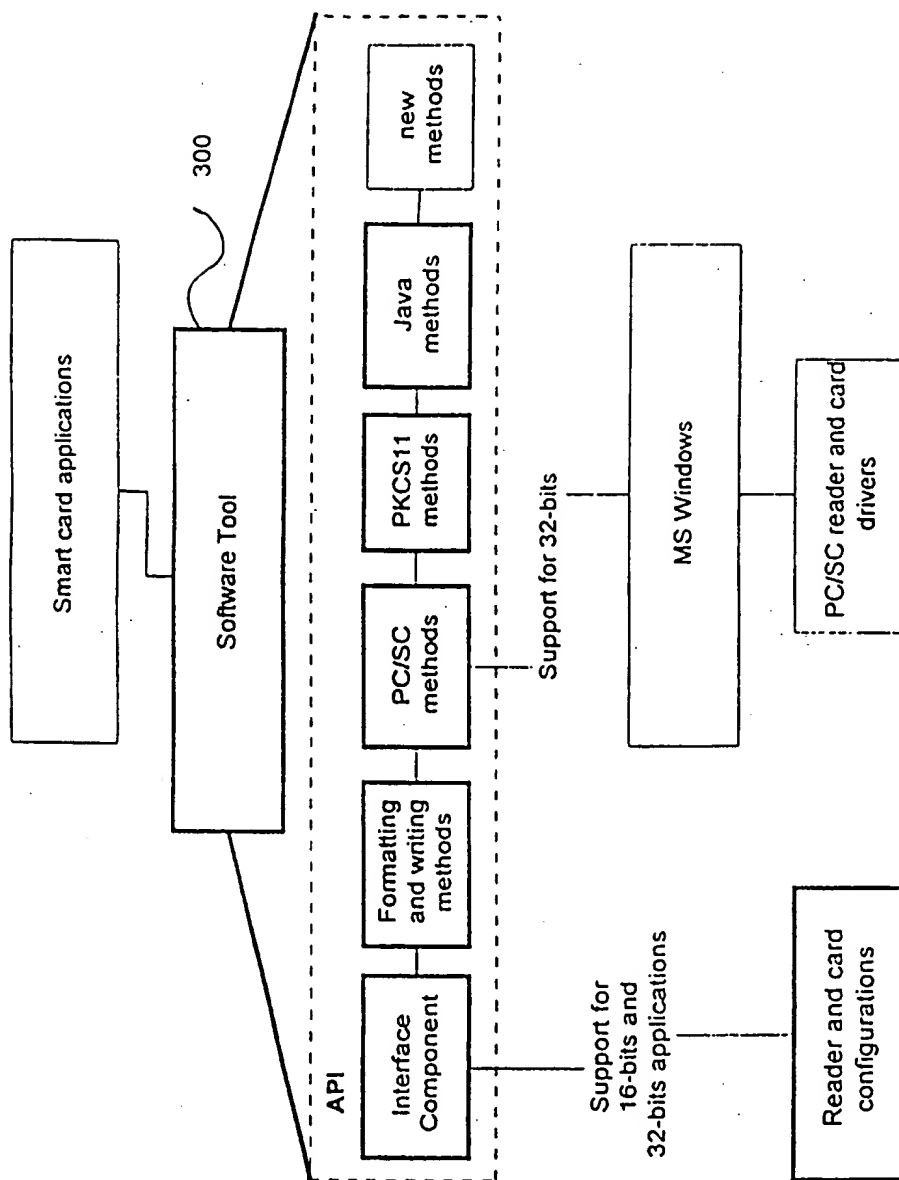 Smart card applications
300
Software Tool
API
Interface
Component
Formatting
and writing
methods
PC/SC
methods
PKCS11
methods
Java
methods
new
methods
Support for
16-bits and
32-bits applications
Support for 32-bits
Reader and card
configurations
MS Windows
PC/SC reader and card
drivers